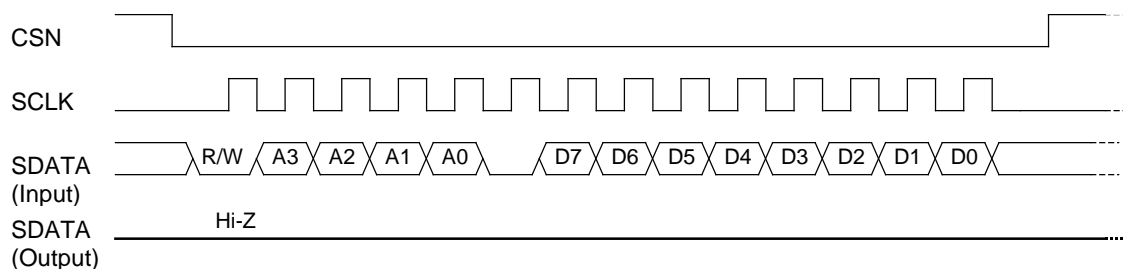 CSN
SCLK
SDATA
(Input)
R/W A3 A2 A1 A0 D7 D6 D5 D4 D3 D2 D1 D0
SDATA
(Output)
Hi-Z